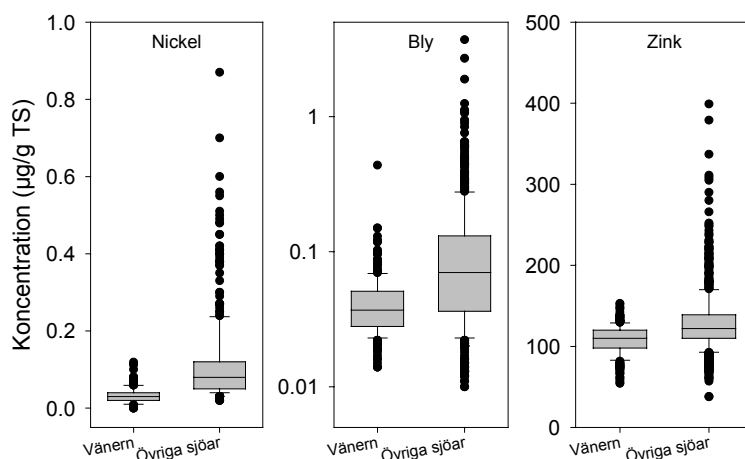 Nickel
Bly
Zink
Koncentration (µg/g TS)
1.0
0.8
0.6
0.4
0.2
0.0
1
0.1
0.01
500
400
300
200
100
0
Vänern
Övriga sjöar
Vänern
Övriga sjöar
Vänern
Övriga sjöar